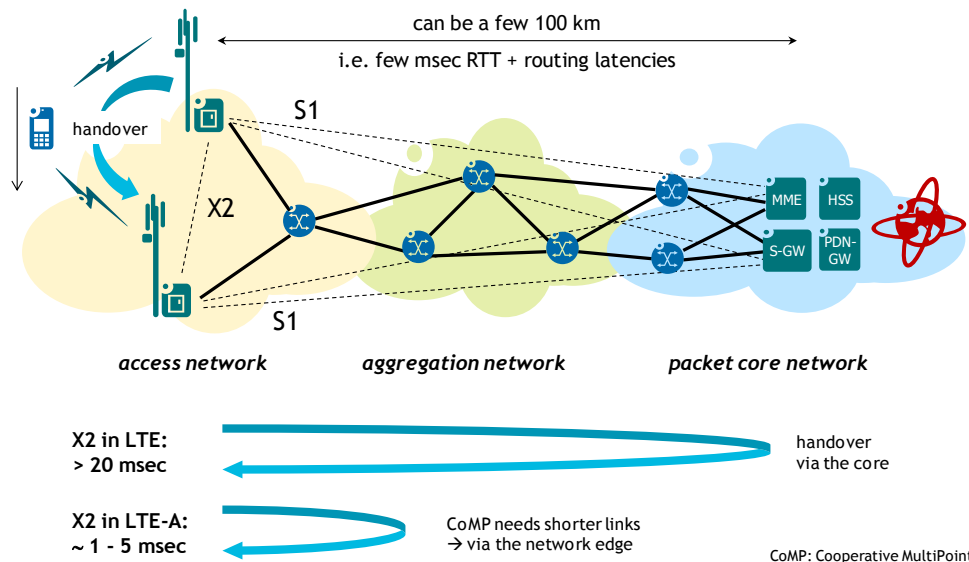 can be a few 100 km
i.e. few msec RTT + routing latencies
handover
S1
X2
S1
MME
HSS
S-GW
PDN-
GW
access network
aggregation network
packet core network
X2 in LTE:
> 20 msec
handover
via the core
X2 in LTE-A:
~ 1 - 5 msec
CoMP needs shorter links
→ via the network edge
CoMP: Cooperative MultiPoint